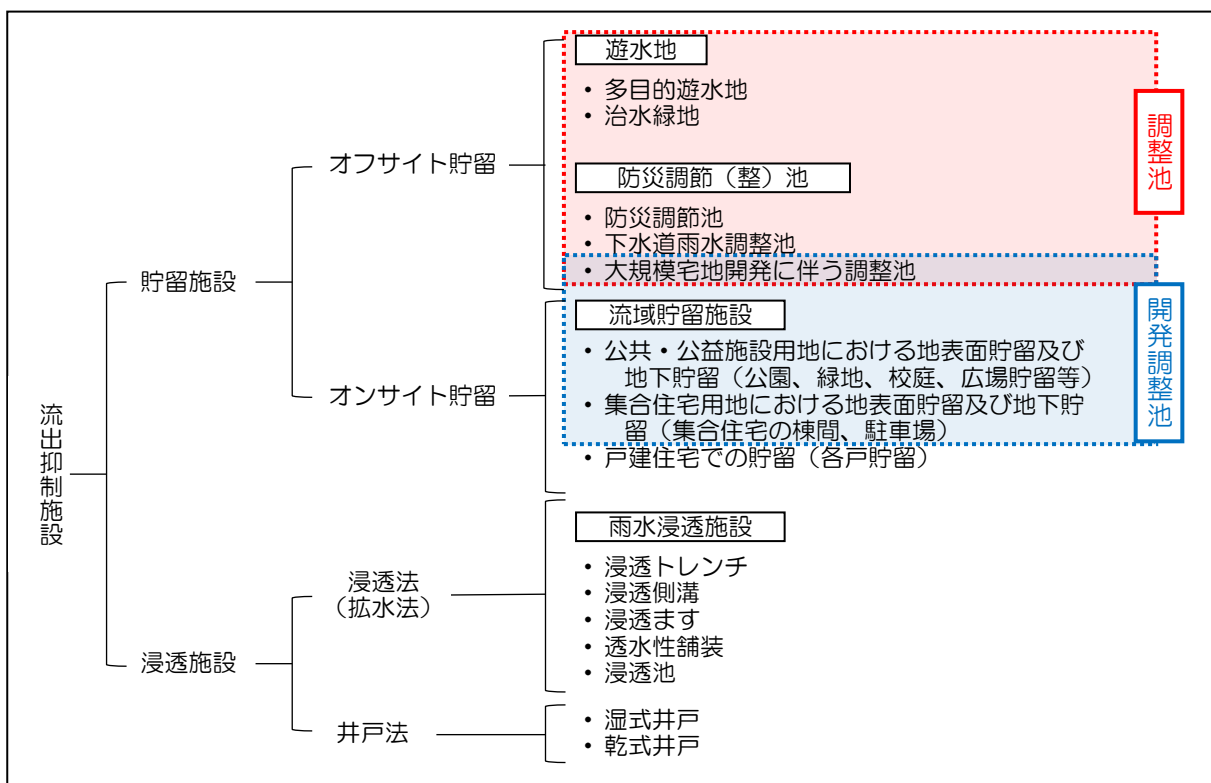 流出抑制施設
貯留施設
オフサイト貯留
遊水地
・多目的遊水地
・治水緑地
防災調節（整）池
・防災調節池
・下水道雨水調整池
・大規模宅地開発に伴う調整池
調整池
オンサイト貯留
流域貯留施設
・公共・公益施設用地における地表面貯留及び
地下貯留（公園、緑地、校庭、広場貯留等）
・集合住宅用地における地表面貯留及び地下貯
留（集合住宅の棟間、駐車場）
・戸建住宅での貯留（各戸貯留）
開発調整池
浸透施設
浸透法
（拡水法）
雨水浸透施設
・浸透トレンチ
・浸透側溝
・浸透ます
・透水性舗装
・浸透池
井戸法
・湿式井戸
・乾式井戸